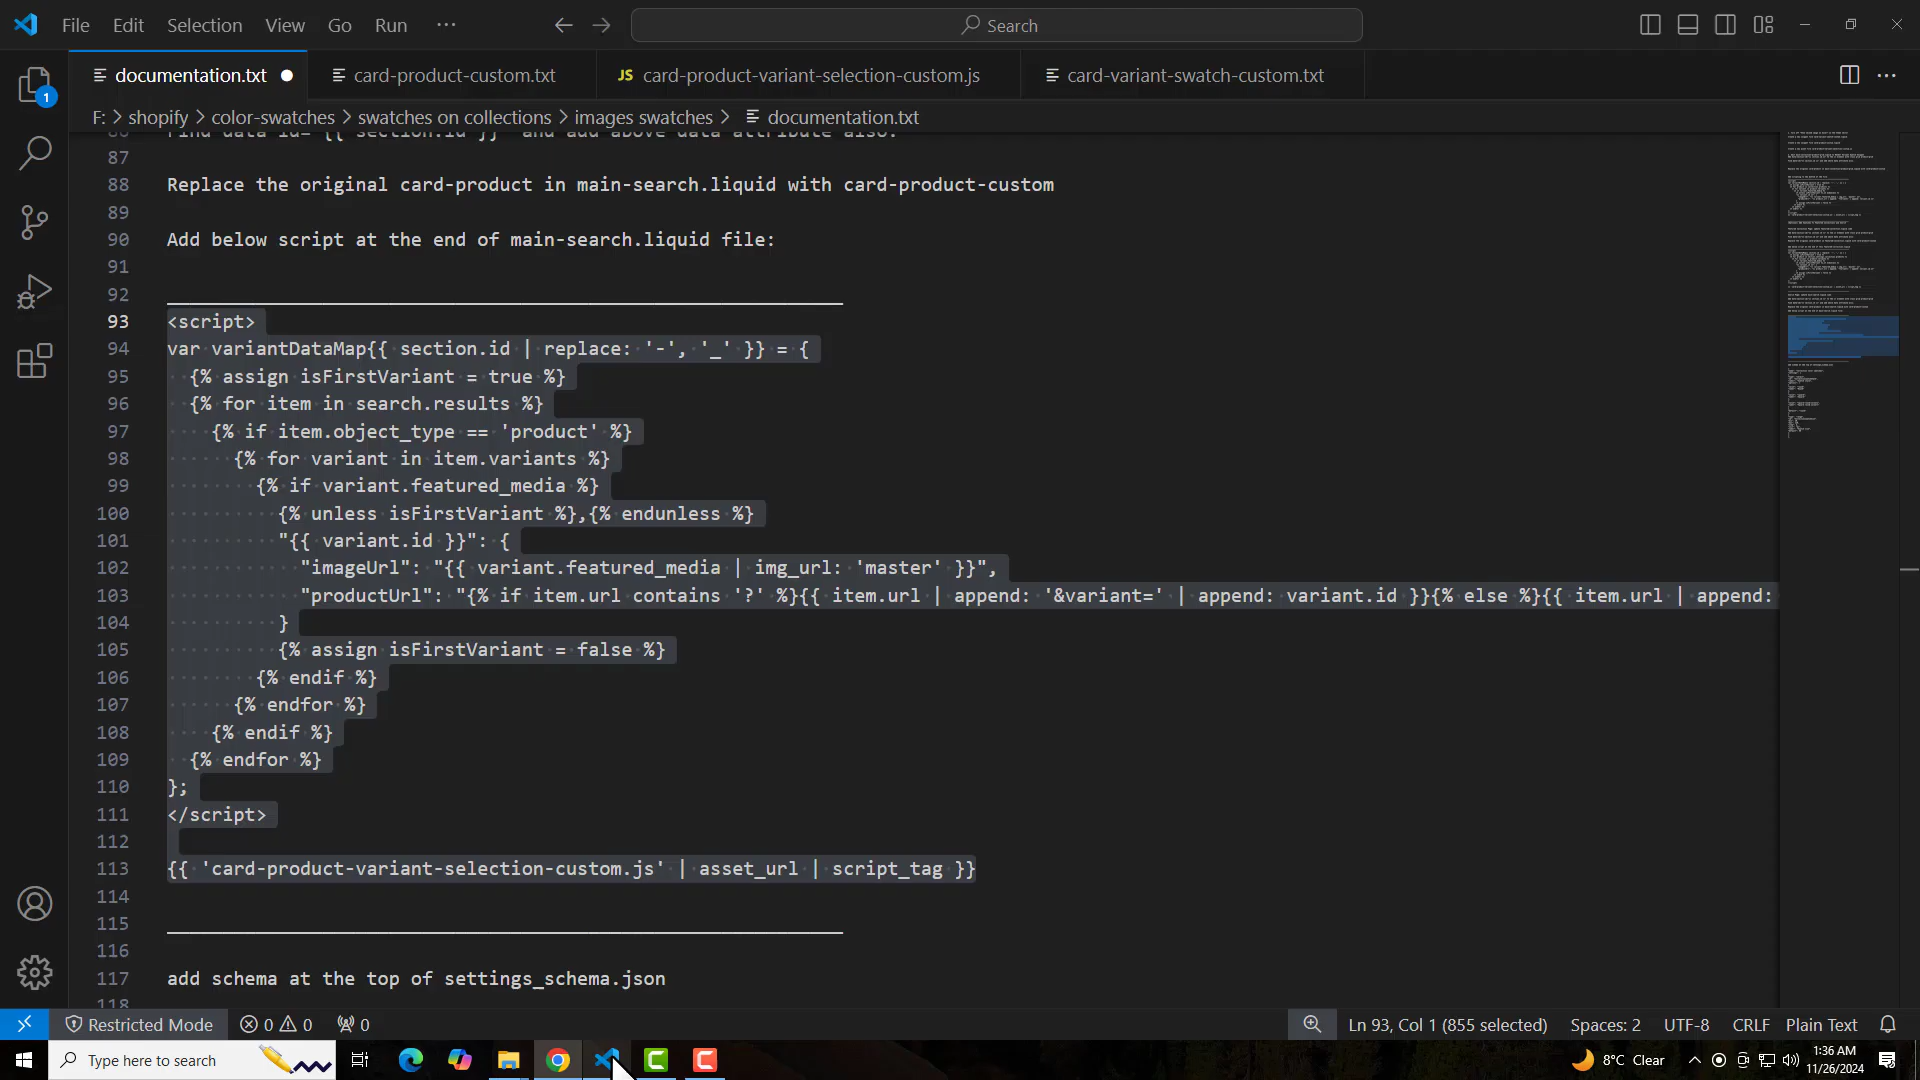 File Edit Selection View Go Run ··· Search
documentation.txt card-product-custom.txt JS card-product-variant-selection-custom.js card-variant-swatch-custom.txt
F: > shopify > color-swatches > swatches on collections > images swatches > documentation.txt
87
88 Replace the original card-product in main-search.liquid with card-product-custom
89
90 Add below script at the end of main-search.liquid file:
91
92 ____________________________________________________________
93 <script>
94 var variantDataMap{{ section.id | replace: '-', '_' }} = {
95 {% assign isFirstVariant = true %}
96 {% for item in search.results %}
97 {% if item.object_type == 'product' %}
98 {% for variant in item.variants %}
99 {% if variant.featured_media %}
100 {% unless isFirstVariant %},{% endunless %}
101 "{{ variant.id }}": {
102 "imageUrl": "{{ variant.featured_media | img_url: 'master' }}",
103 "productUrl": "{% if item.url contains '?' %}{{ item.url | append: '&variant=' | append: variant.id }}{% else %}{{ item.url | append:
104 }
105 {% assign isFirstVariant = false %}
106 {% endif %}
107 {% endfor %}
108 {% endif %}
109 {% endfor %}
110 };
111 </script>
112
113 {{ 'card-product-variant-selection-custom.js' | asset_url | script_tag }}
114
115 ____________________________________________________________
116
117 add schema at the top of settings_schema.json
118
1
Restricted Mode 0 0 0 Ln 93, Col 1 (855 selected) Spaces: 2 UTF-8 CRLF Plain Text
Type here to search 8°C Clear 1:36 AM
11/26/2024